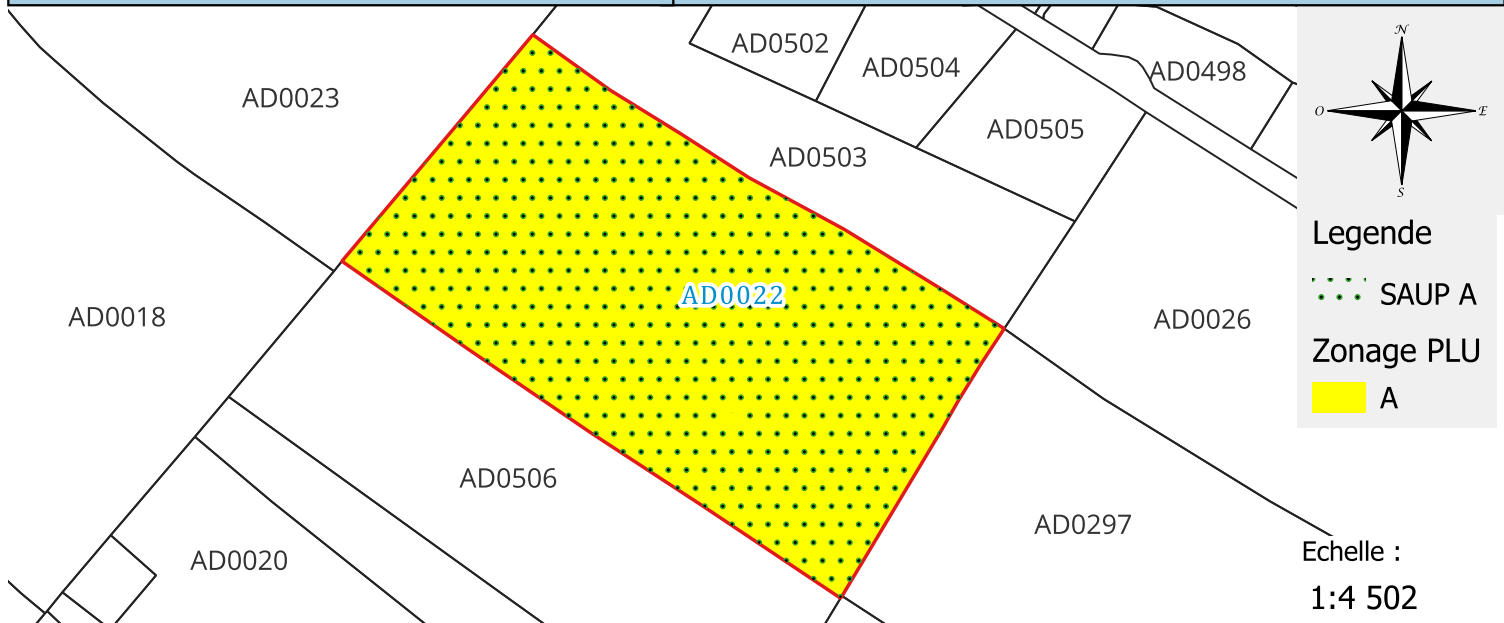 AD0502
AD0504
AD0498
AD0023
AD0505
AD0503
AD0022
AD0018
AD0026
AD0506
AD0297
AD0020
N
O
E
S
Legende
SAUP A
Zonage PLU
A
Echelle :
1:4 502